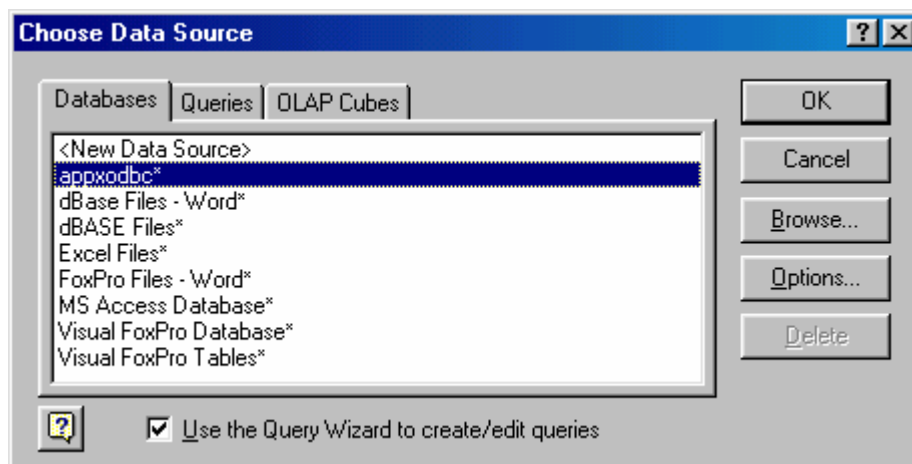 Choose Data Source
Databases Queries OLAP Cubes
<New Data Source>
appxodbc*
dBase Files - Word*
dBASE Files*
Excel Files*
FoxPro Files - Word*
MS Access Database*
Visual FoxPro Database*
Visual FoxPro Tables*
OK
Cancel
Browse...
Options...
Delete
Use the Query Wizard to create/edit queries